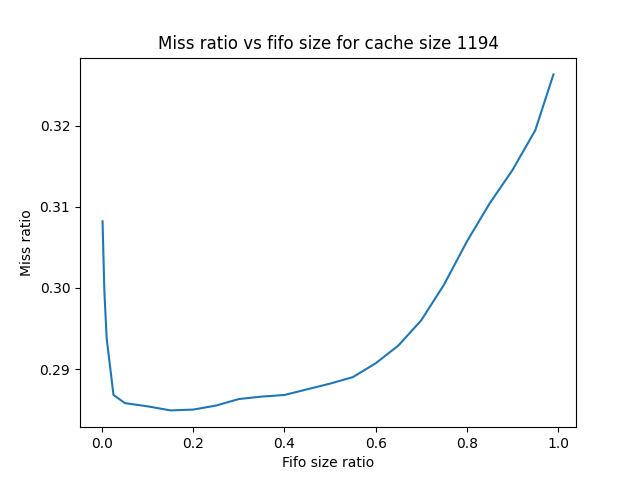 Miss ratio vs fifo size for cache size 1194
Miss ratio
0.32
0.31
0.30
0.29
0.0 0.2 0.4 0.6 0.8 1.0
Fifo size ratio